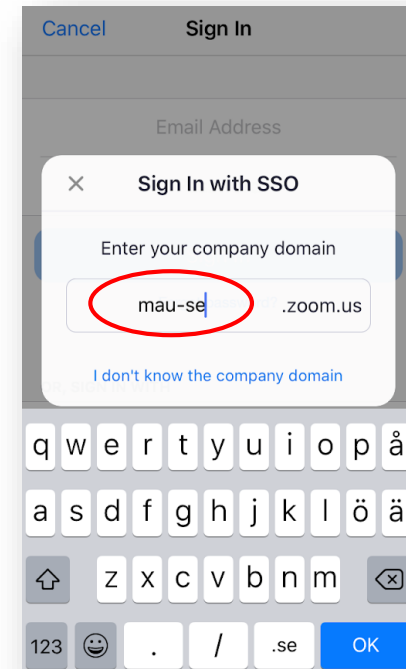 Cancel Sign In
Email Address
Sign In with SSO
Enter your company domain
mau-se .zoom.us
I don't know the company domain
q w e r t y u i o p å
a s d f g h j k l ö ä
z x c v b n m
123 . / .se OK